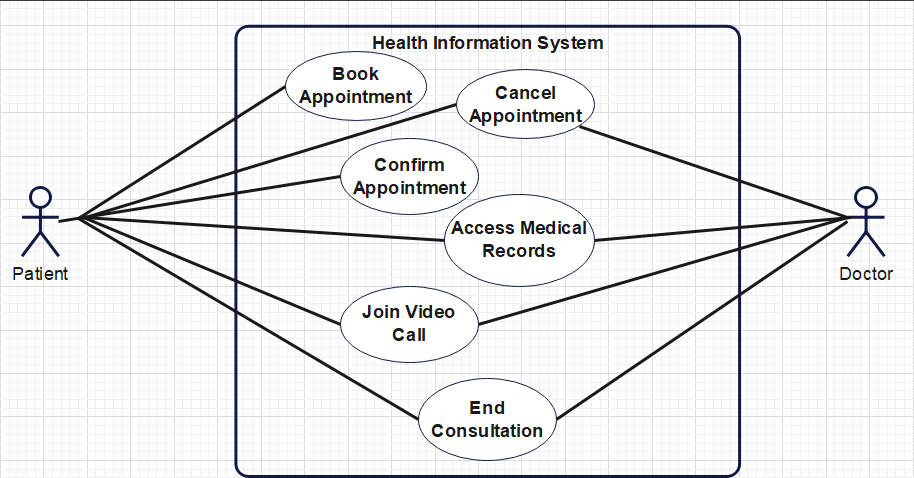 Health Information System
Book
Appointment
Cancel
Appointment
Confirm
Appointment
Access Medical
Records
Patient
Doctor
Join Video
Call
End
Consultation